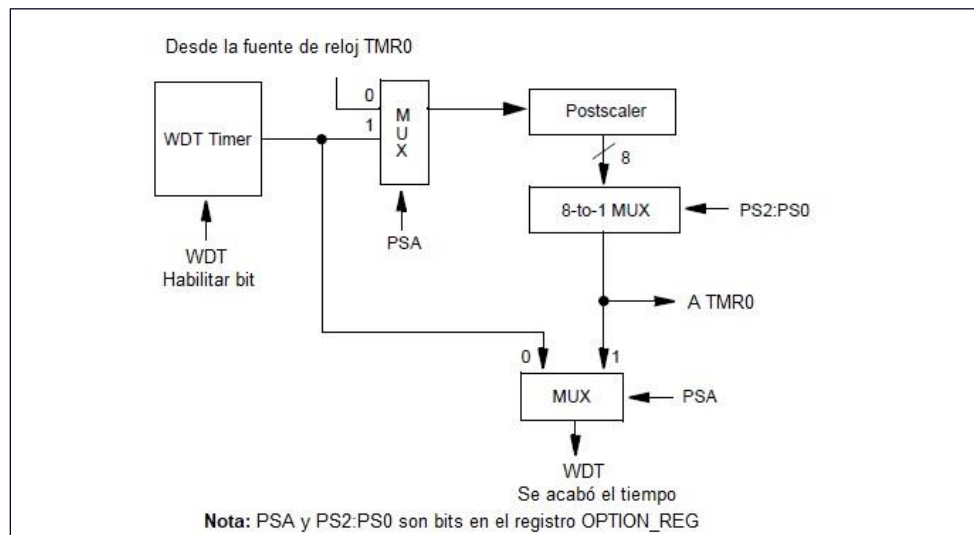 Desde la fuente de reloj TMR0
0
1
M
U
X
WDT Timer
Postscaler
8
8-to-1 MUX
PS2:PS0
PSA
WDT
Habilitar bit
A TMR0
0
1
MUX
PSA
WDT
Se acabó el tiempo
Nota: PSA y PS2:PS0 son bits en el registro OPTION_REG